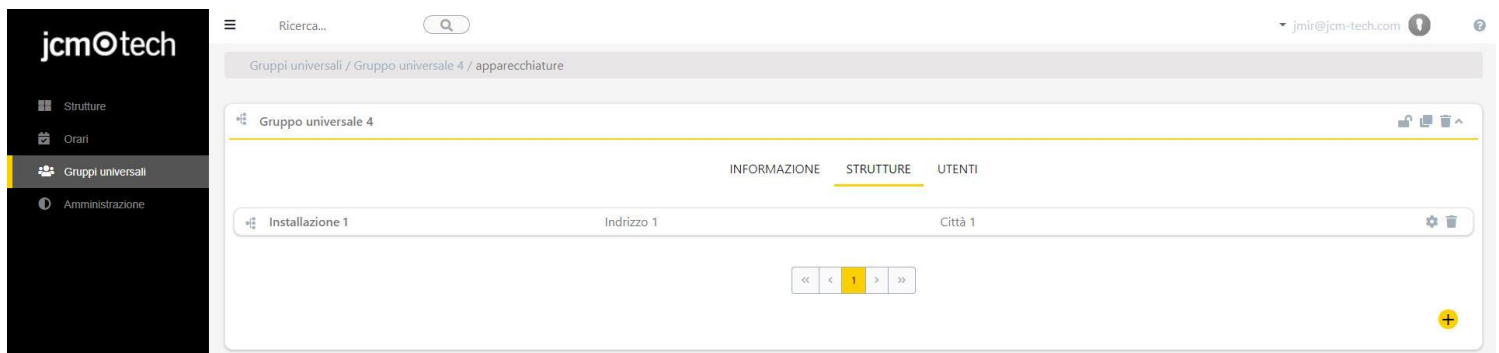 jcm tech
Ricerca...
jmir@jcm-tech.com
Gruppi universali / Gruppo universale 4 / apparecchiature
Strutture
Orari
Gruppi universali
Amministrazione
Gruppo universale 4
INFORMAZIONE STRUTTURE UTENTI
Installazione 1 Indrizzo 1 Città 1
« < 1 > »